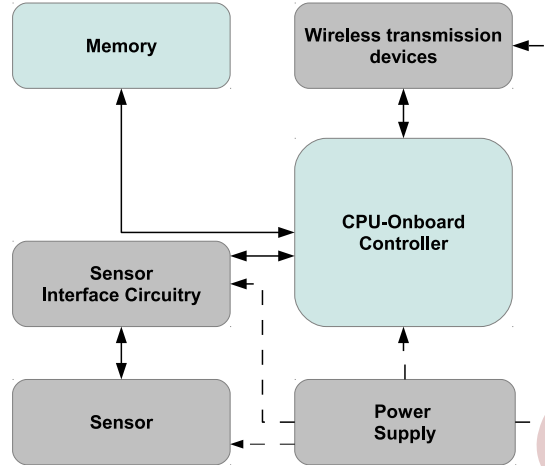 Memory
Wireless transmission
devices
CPU-Onboard
Controller
Sensor
Interface Circuitry
Sensor
Power
Supply